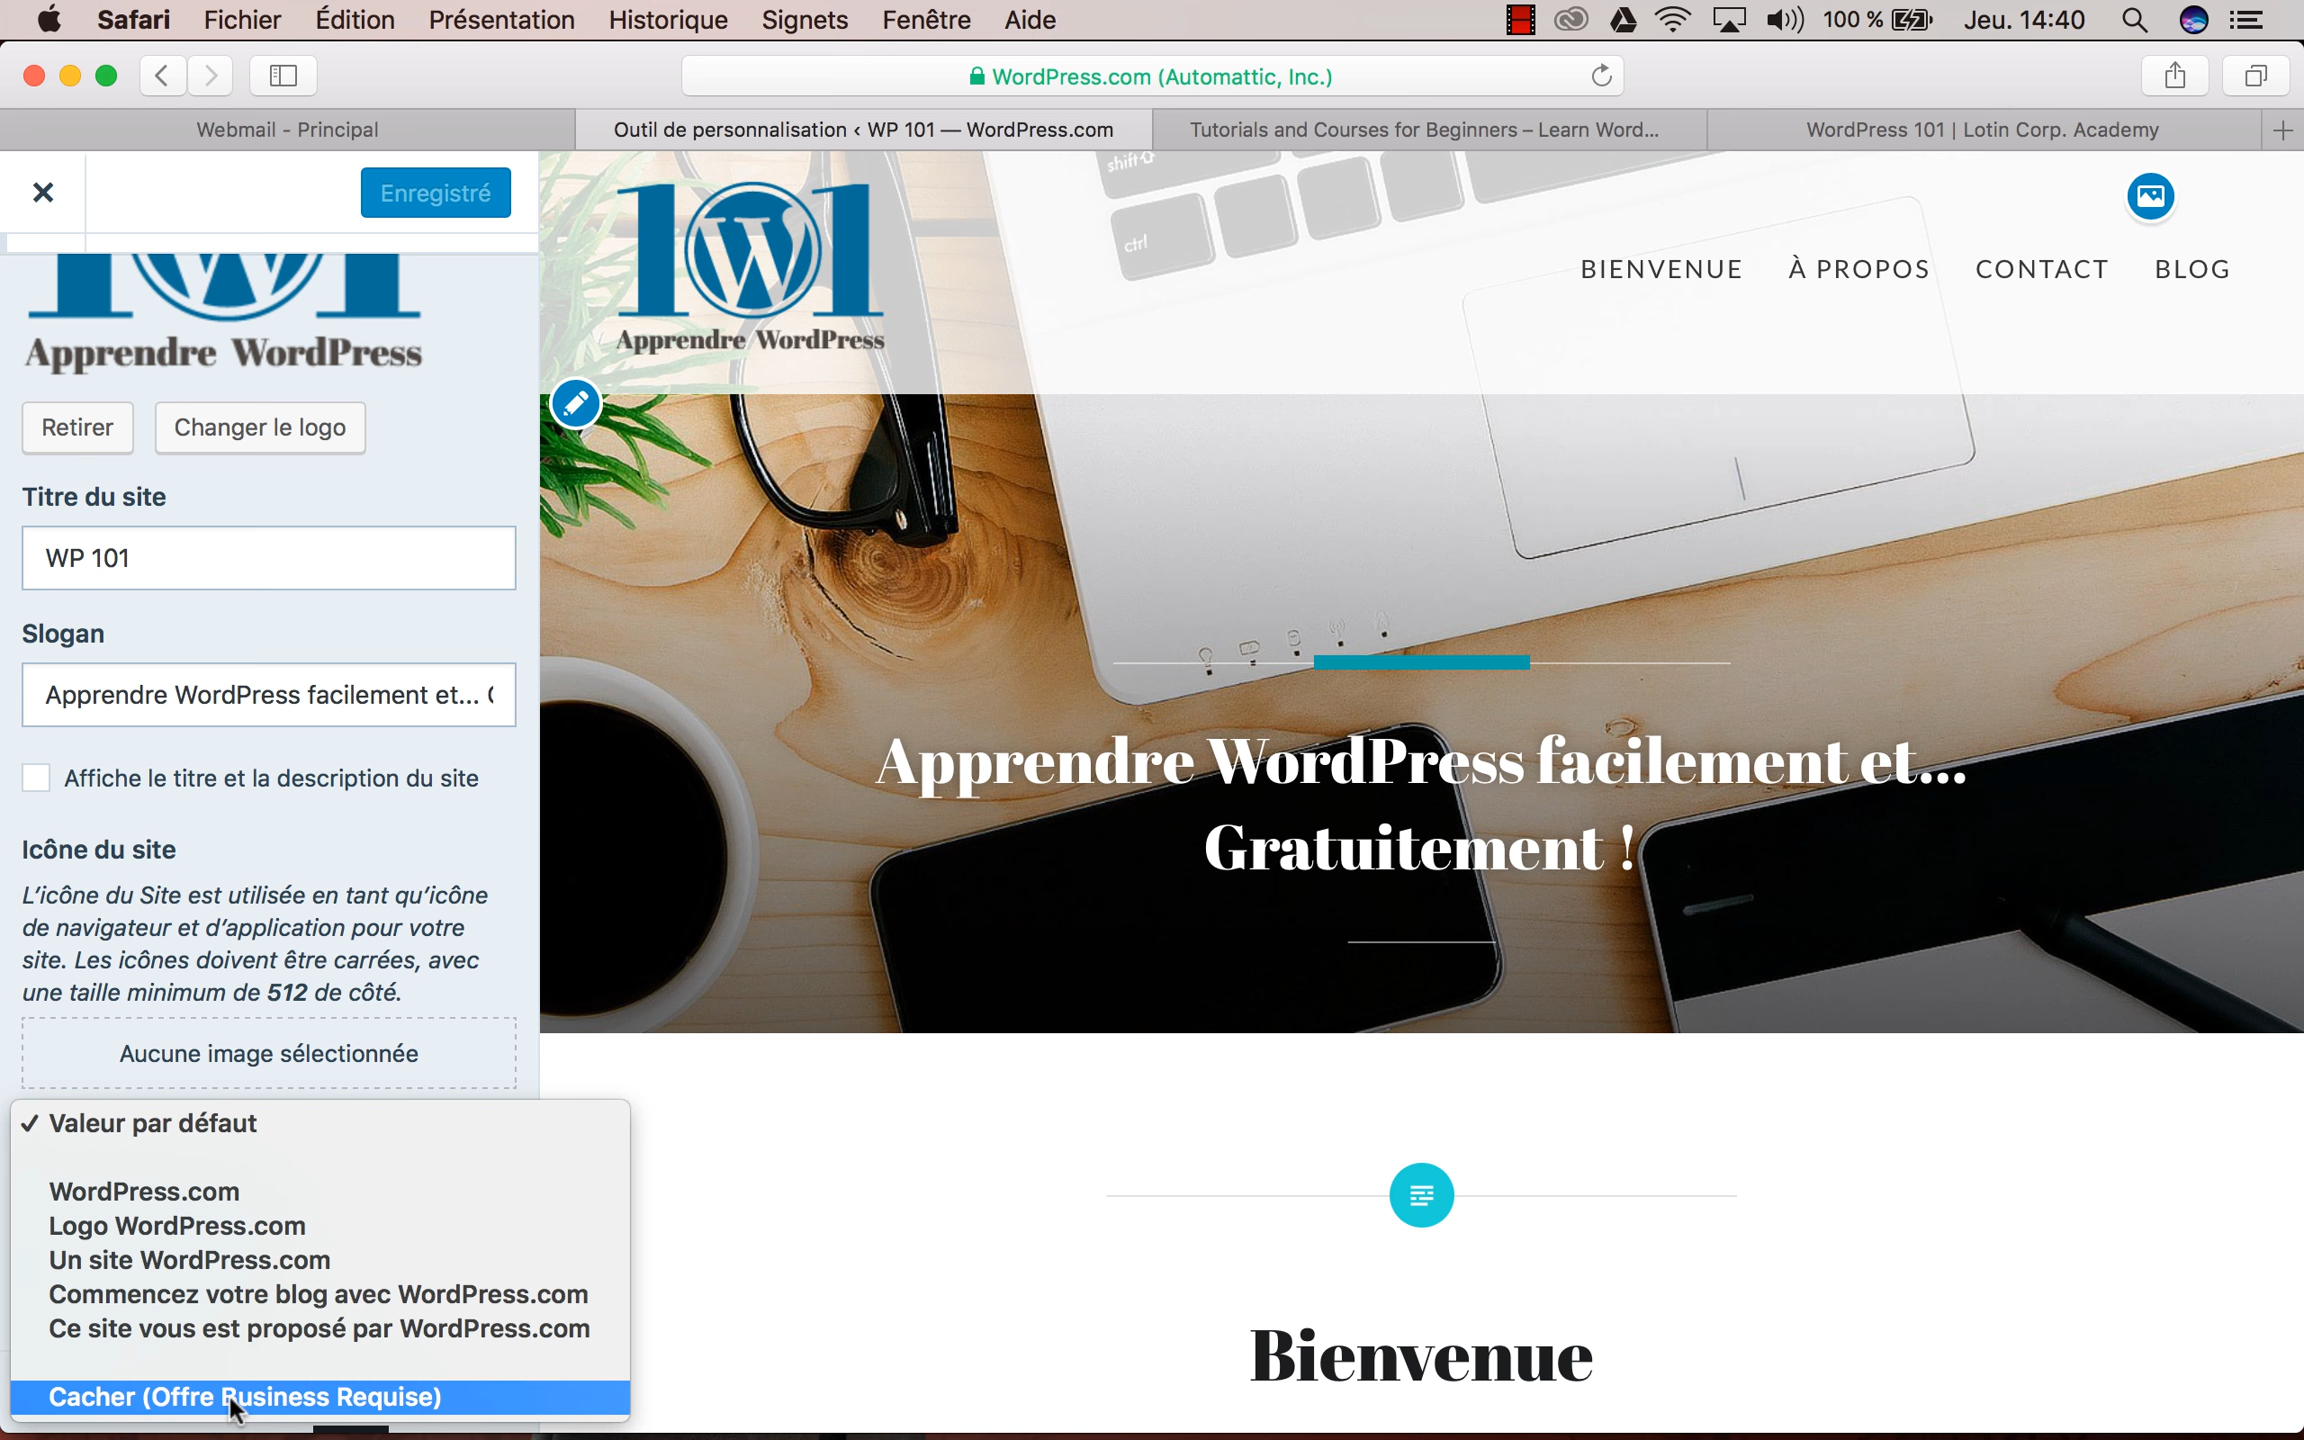 Safari Fichier Édition Présentation Historique Signets Fenêtre Aide 100 % Jeu. 14:40
WordPress.com (Automattic, Inc.)
Webmail - Principal Outil de personnalisation ‹ WP 101 — WordPress.com Tutorials and Courses for Beginners – Learn Word... WordPress 101 | Lotin Corp. Academy
Enregistré
101
Apprendre WordPress
Retirer Changer le logo
Titre du site
WP 101
Slogan
Apprendre WordPress facilement et...
Affiche le titre et la description du site
Icône du site
L'icône du Site est utilisée en tant qu'icône
de navigateur et d'application pour votre
site. Les icônes doivent être carrées, avec
une taille minimum de 512 de côté.
Aucune image sélectionnée
✓ Valeur par défaut
WordPress.com
Logo WordPress.com
Un site WordPress.com
Commencez votre blog avec WordPress.com
Ce site vous est proposé par WordPress.com
Cacher (Offre Business Requise)
shift
ctrl
101
Apprendre WordPress
BIENVENUE À PROPOS CONTACT BLOG
Apprendre WordPress facilement et...
Gratuitement !
Bienvenue